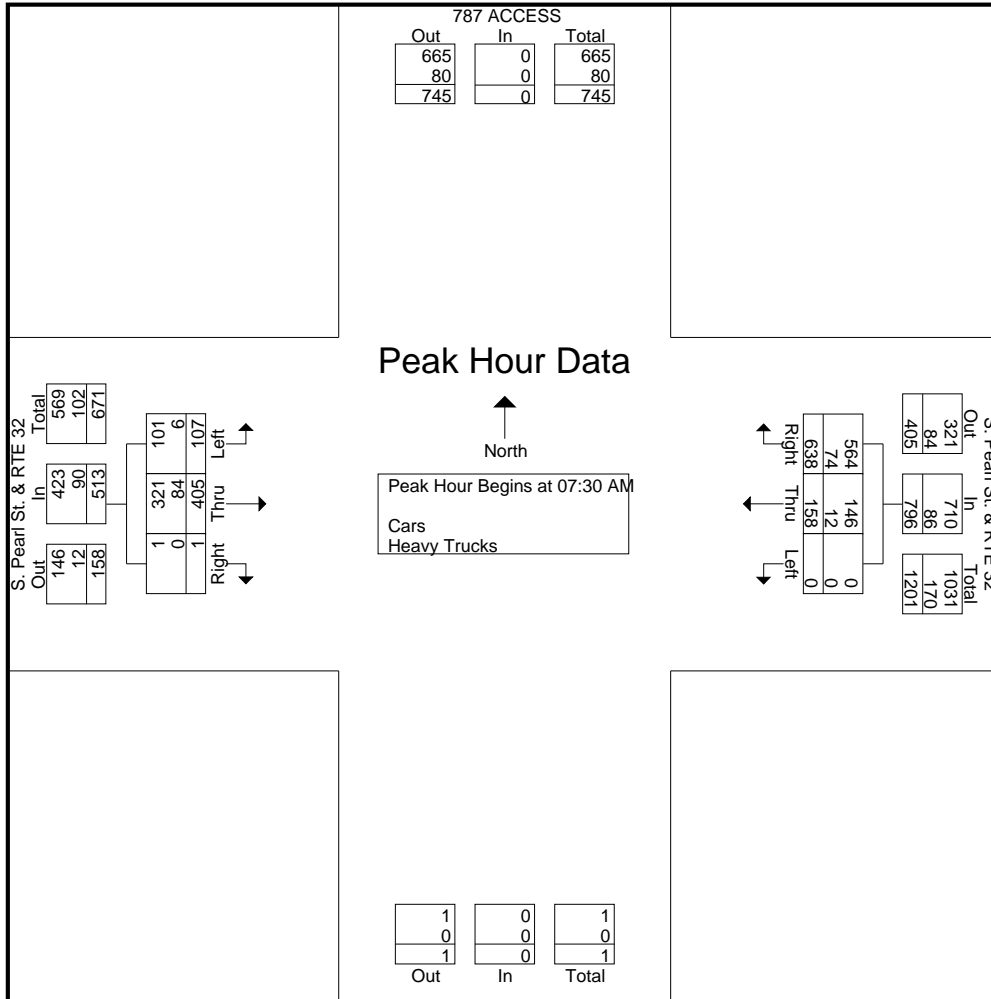 787 ACCESS
Out In Total
665 0 665
80 0 80
745 0 745
Peak Hour Data
North
Peak Hour Begins at 07:30 AM
Cars
Heavy Trucks
S. Pearl St. & RTE 32
Out In Total
146 423 569
12 90 102
158 513 671
Left Thru Right
101 321 1
6 84 0
107 405 1
S. Pearl St. & RTE 32
Out In Total
321 710 1031
84 86 170
405 796 1201
Right Thru Left
564 146 0
74 12 0
638 158 0
1 0 1
0 0 0
1 0 1
Out In Total